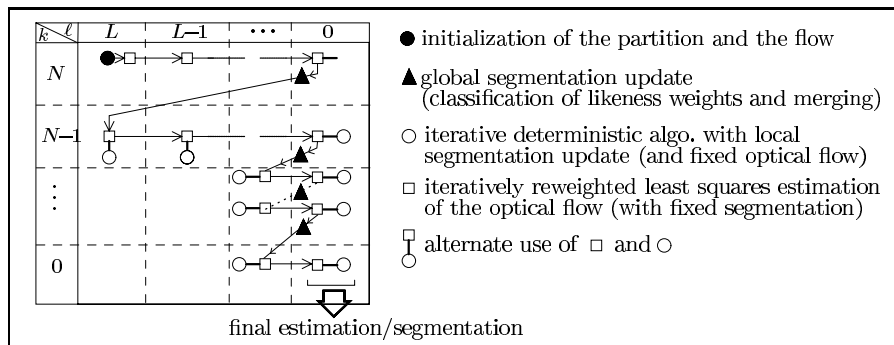 k ℓ L L−1 ··· 0
N
N−1
⋮
0
final estimation/segmentation
initialization of the partition and the flow
global segmentation update
(classification of likeness weights and merging)
iterative deterministic algo. with local
segmentation update (and fixed optical flow)
iteratively reweighted least squares estimation
of the optical flow (with fixed segmentation)
alternate use of □ and ○